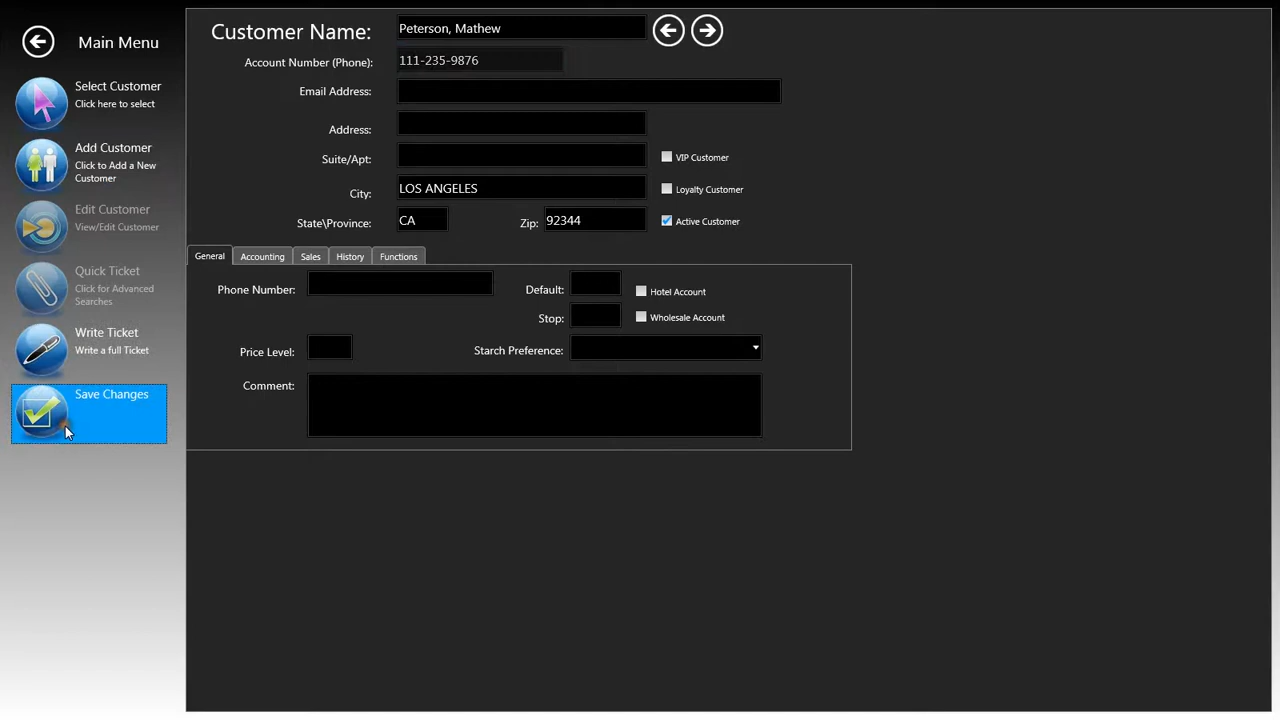 Main Menu
Select Customer
Click here to select
Add Customer
Click to Add a New
Customer
Edit Customer
View/Edit Customer
Quick Ticket
Click for Advanced
Searches
Write Ticket
Write a full Ticket
Save Changes
Customer Name: Peterson, Mathew
Account Number (Phone): 111-235-9876
Email Address:
Address:
Suite/Apt:
VIP Customer
City: LOS ANGELES
Loyalty Customer
State\Province: CA Zip: 92344
Active Customer
General Accounting Sales History Functions
Phone Number: Default: Hotel Account
Stop: Wholesale Account
Price Level: Starch Preference:
Comment: